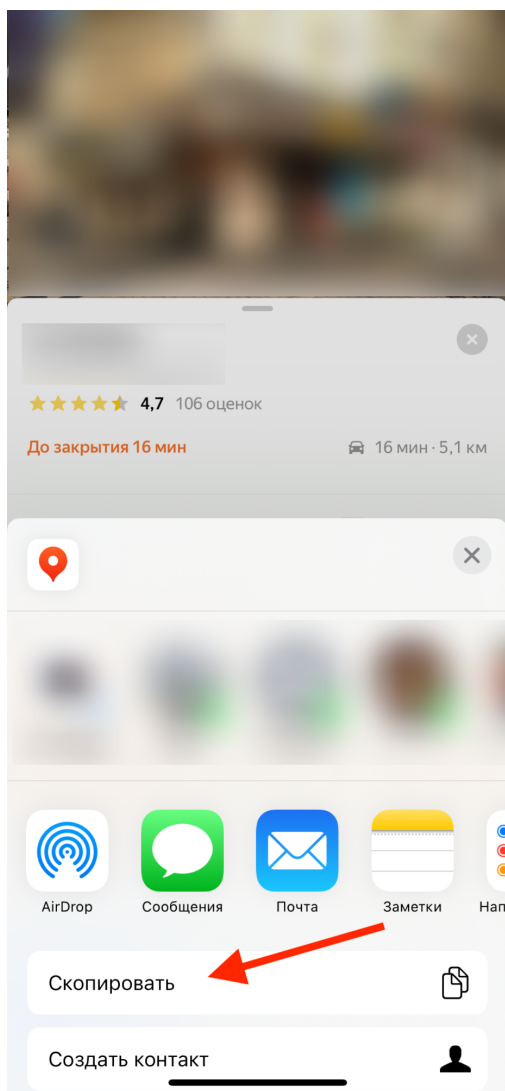 4,7 106 оценок
До закрытия 16 мин 16 мин · 5,1 км
AirDrop Сообщения Почта Заметки Нап
Скопировать
Создать контакт